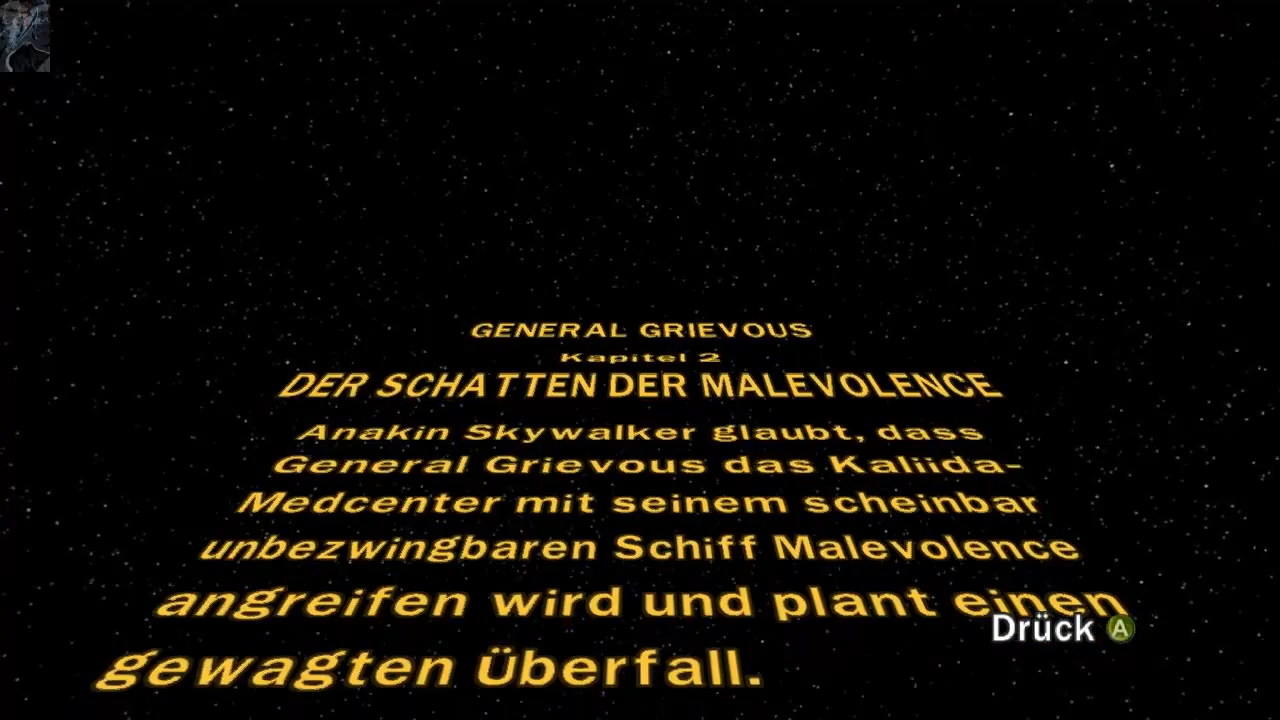 GENERAL GRIEVOUS
Kapitel 2
DER SCHATTEN DER MALEVOLENCE
Anakin Skywalker glaubt, dass
General Grievous das Kaliida-
Medcenter mit seinem scheinbar
unbezwingbaren Schiff Malevolence
angreifen wird und plant einen
gewagten Überfall.
Drück A